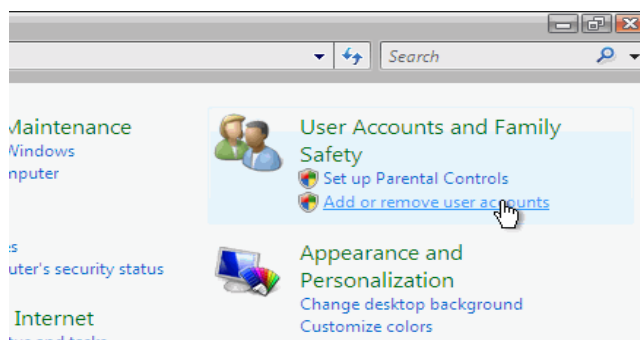 Search
Maintenance
Windows
mputer
es
uter's security status
Internet
User Accounts and Family
Safety
Set up Parental Controls
Add or remove user accounts
Appearance and
Personalization
Change desktop background
Customize colors